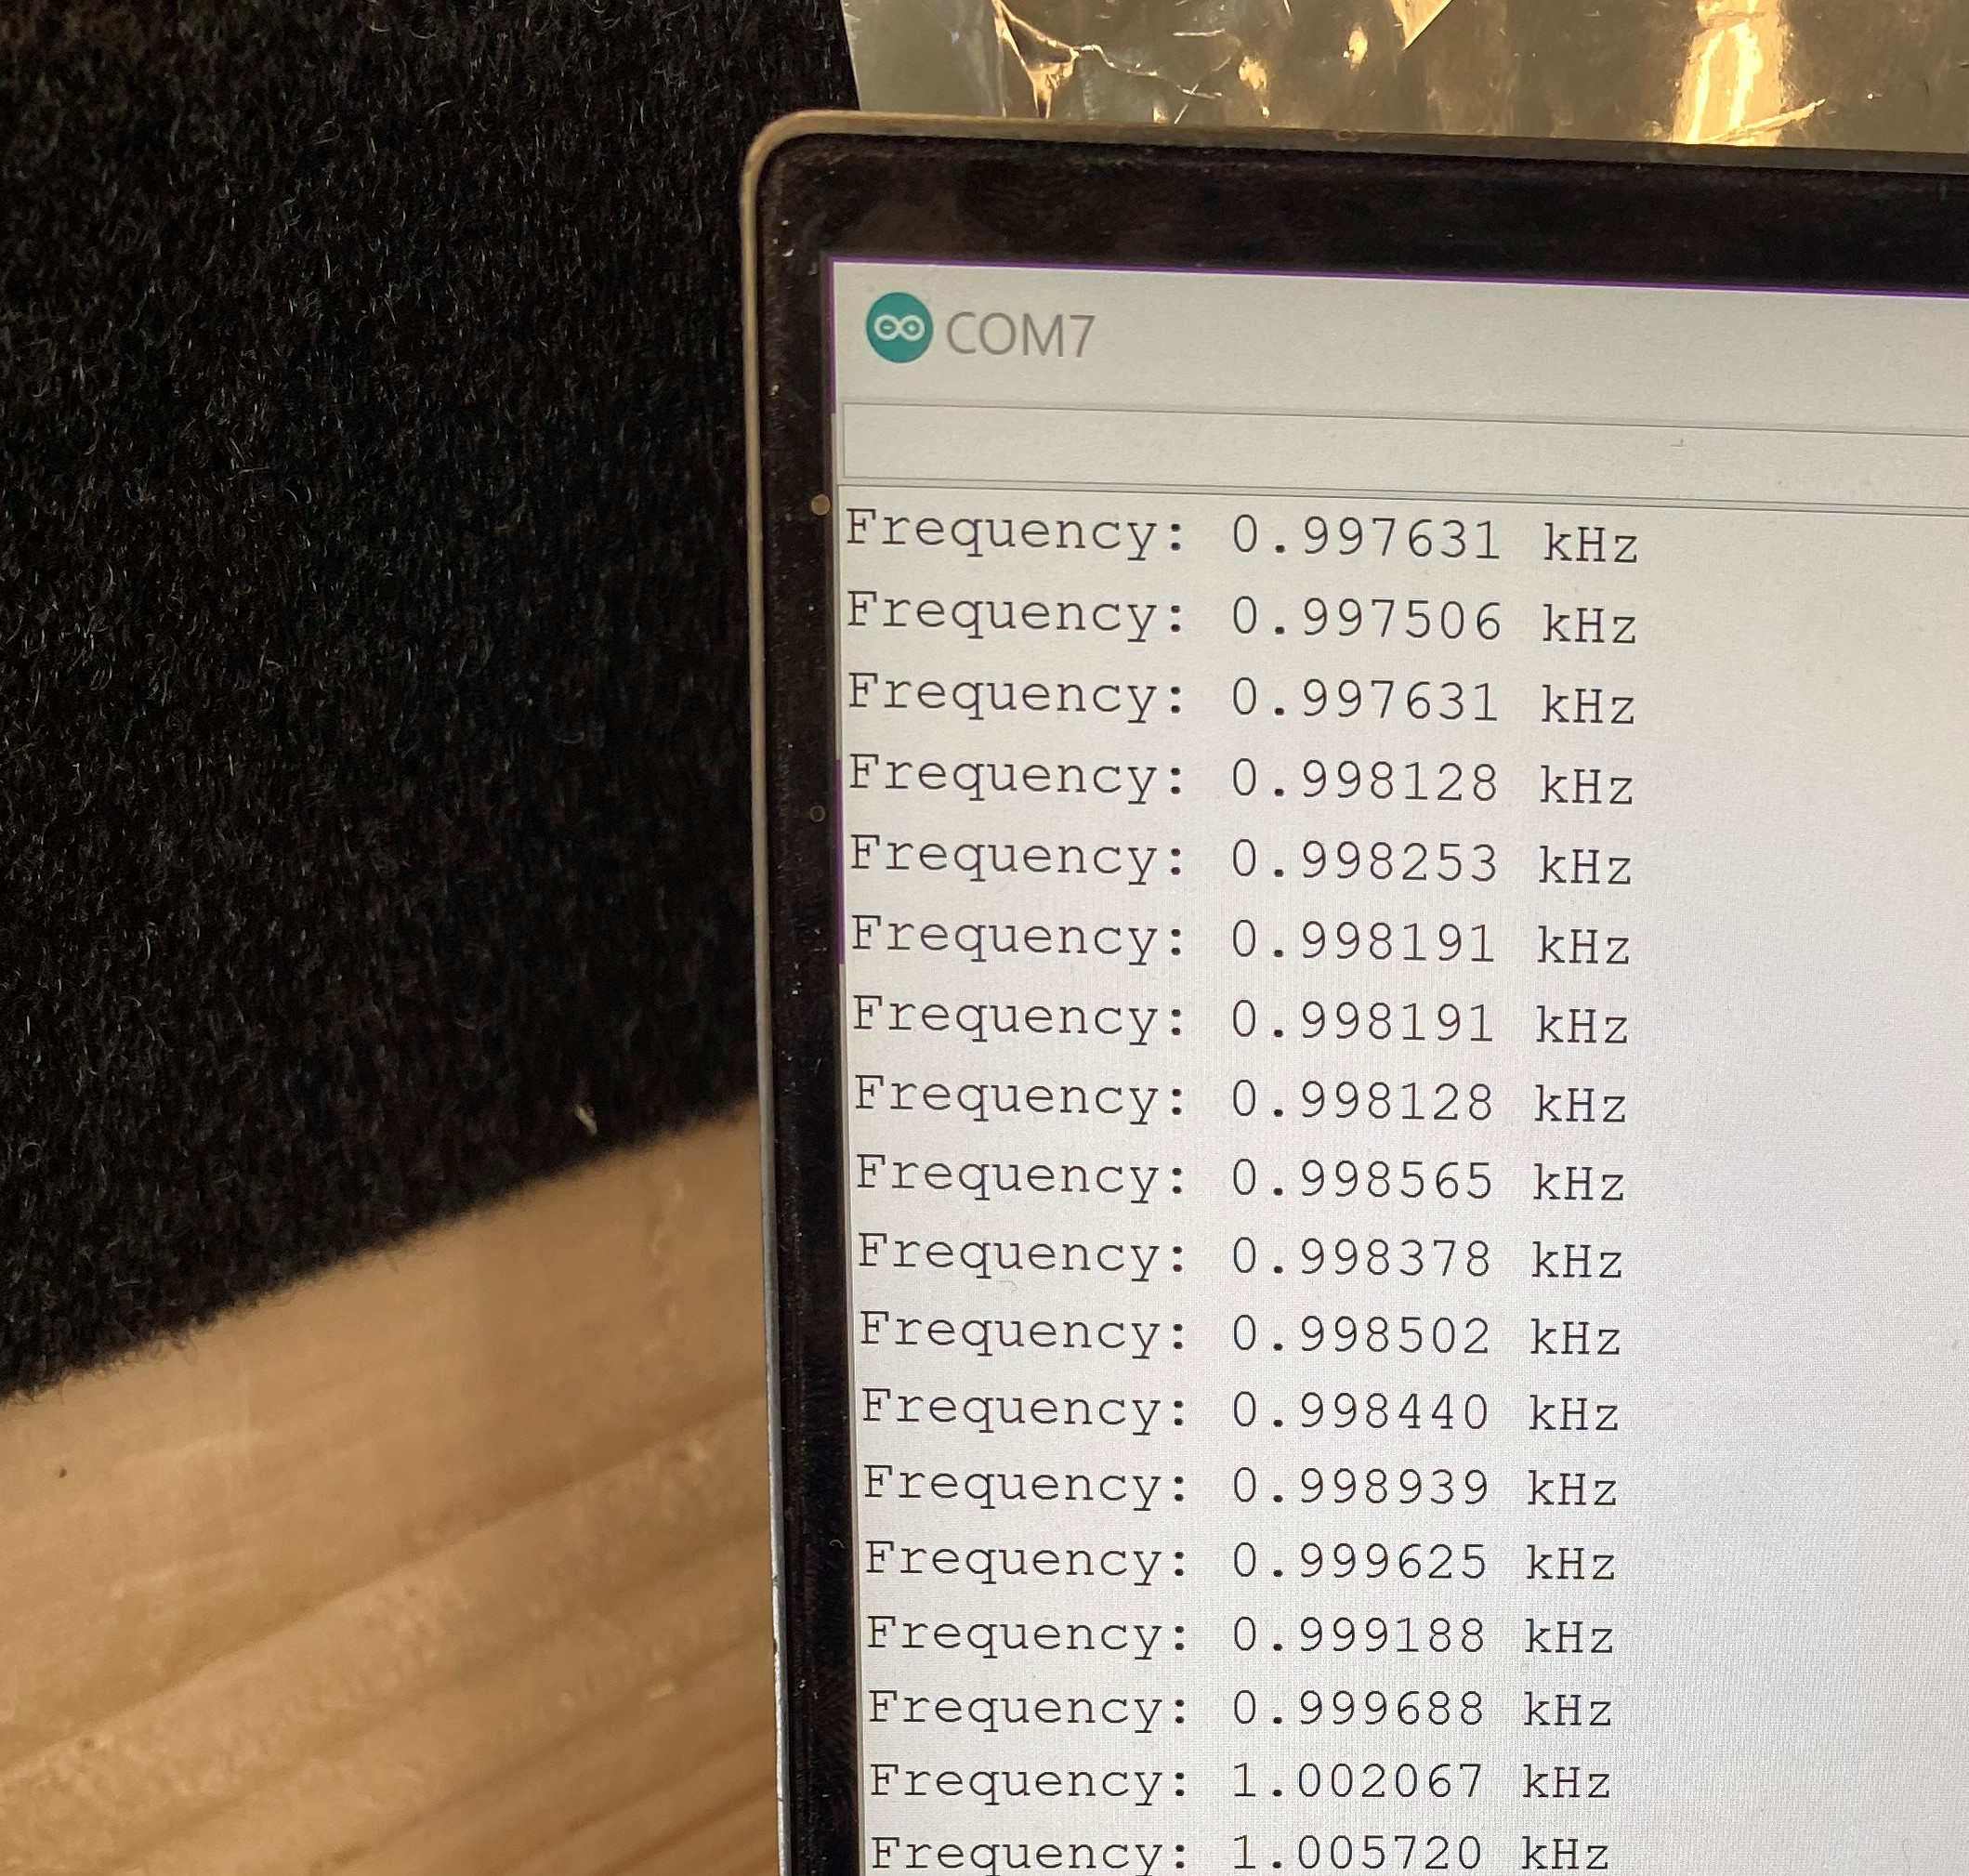 COM7
Frequency: 0.997631 kHz
Frequency: 0.997506 kHz
Frequency: 0.997631 kHz
Frequency: 0.998128 kHz
Frequency: 0.998253 kHz
Frequency: 0.998191 kHz
Frequency: 0.998191 kHz
Frequency: 0.998128 kHz
Frequency: 0.998565 kHz
Frequency: 0.998378 kHz
Frequency: 0.998502 kHz
Frequency: 0.998440 kHz
Frequency: 0.998939 kHz
Frequency: 0.999625 kHz
Frequency: 0.999188 kHz
Frequency: 0.999688 kHz
Frequency: 1.002067 kHz
Frequency: 1.005720 kHz